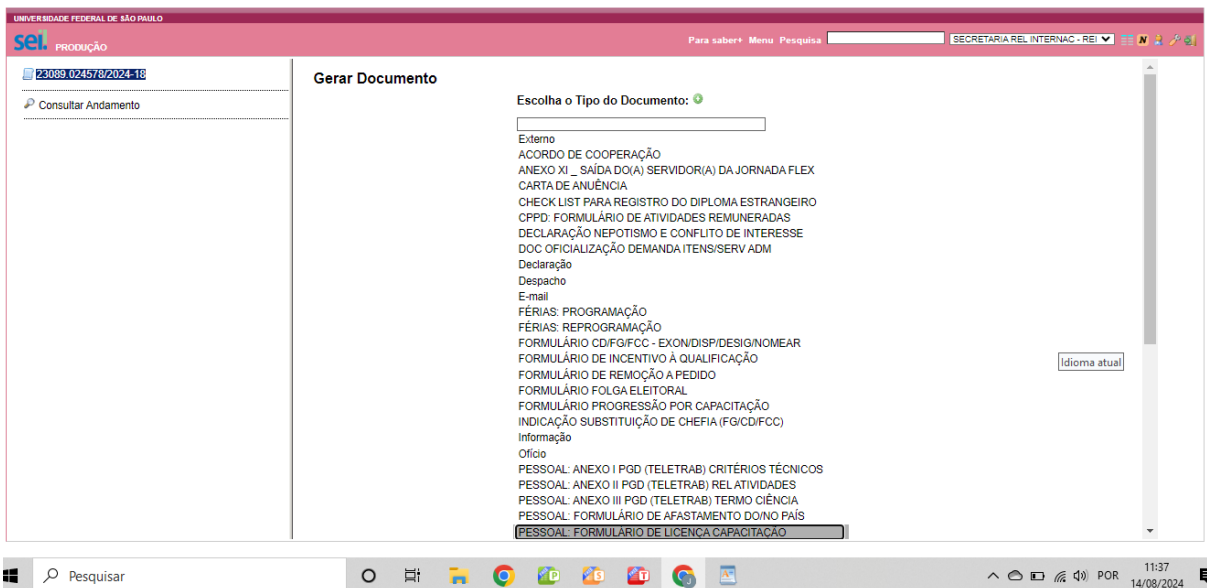 UNIVERSIDADE FEDERAL DE SÃO PAULO
sei. PRODUÇÃO
Para saber+ Menu Pesquisa
SECRETARIA REL INTERNAC - REI
N
23089.024578/2024-18
Consultar Andamento
Gerar Documento
Escolha o Tipo do Documento:
Externo
ACORDO DE COOPERAÇÃO
ANEXO XI _ SAÍDA DO(A) SERVIDOR(A) DA JORNADA FLEX
CARTA DE ANUÊNCIA
CHECK LIST PARA REGISTRO DO DIPLOMA ESTRANGEIRO
CPPD: FORMULÁRIO DE ATIVIDADES REMUNERADAS
DECLARAÇÃO NEPOTISMO E CONFLITO DE INTERESSE
DOC OFICIALIZAÇÃO DEMANDA ITENS/SERV ADM
Declaração
Despacho
E-mail
FÉRIAS: PROGRAMAÇÃO
FÉRIAS: REPROGRAMAÇÃO
FORMULÁRIO CD/FG/FCC - EXON/DISP/DESIG/NOMEAR
FORMULÁRIO DE INCENTIVO À QUALIFICAÇÃO
Idioma atual
FORMULÁRIO DE REMOÇÃO A PEDIDO
FORMULÁRIO FOLGA ELEITORAL
FORMULÁRIO PROGRESSÃO POR CAPACITAÇÃO
INDICAÇÃO SUBSTITUIÇÃO DE CHEFIA (FG/CD/FCC)
Informação
Ofício
PESSOAL: ANEXO I PGD (TELETRAB) CRITÉRIOS TÉCNICOS
PESSOAL: ANEXO II PGD (TELETRAB) REL ATIVIDADES
PESSOAL: ANEXO III PGD (TELETRAB) TERMO CIÊNCIA
PESSOAL: FORMULÁRIO DE AFASTAMENTO DO/NO PAÍS
PESSOAL: FORMULÁRIO DE LICENÇA CAPACITAÇÃO
Pesquisar
P
S
T
POR
11:37
14/08/2024